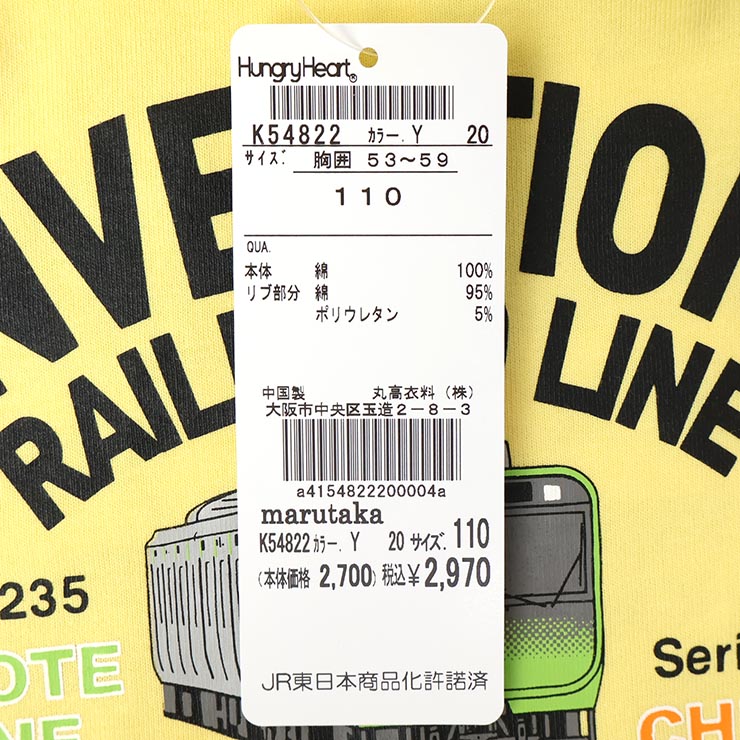 HungryHeart®
K54822 カラー. Y 20
サイズ 胸囲 53～59
110
QUA.
本体 綿 100%
リブ部分 綿 95%
ポリウレタン 5%
中国製 丸高衣料(株)
大阪市中央区玉造2-8-3
a4154822200004a
marutaka
K54822 カラー. Y 20 サイズ. 110
(本体価格 2,700) 税込¥2,970
JR東日本商品化許諾済
LINE
235